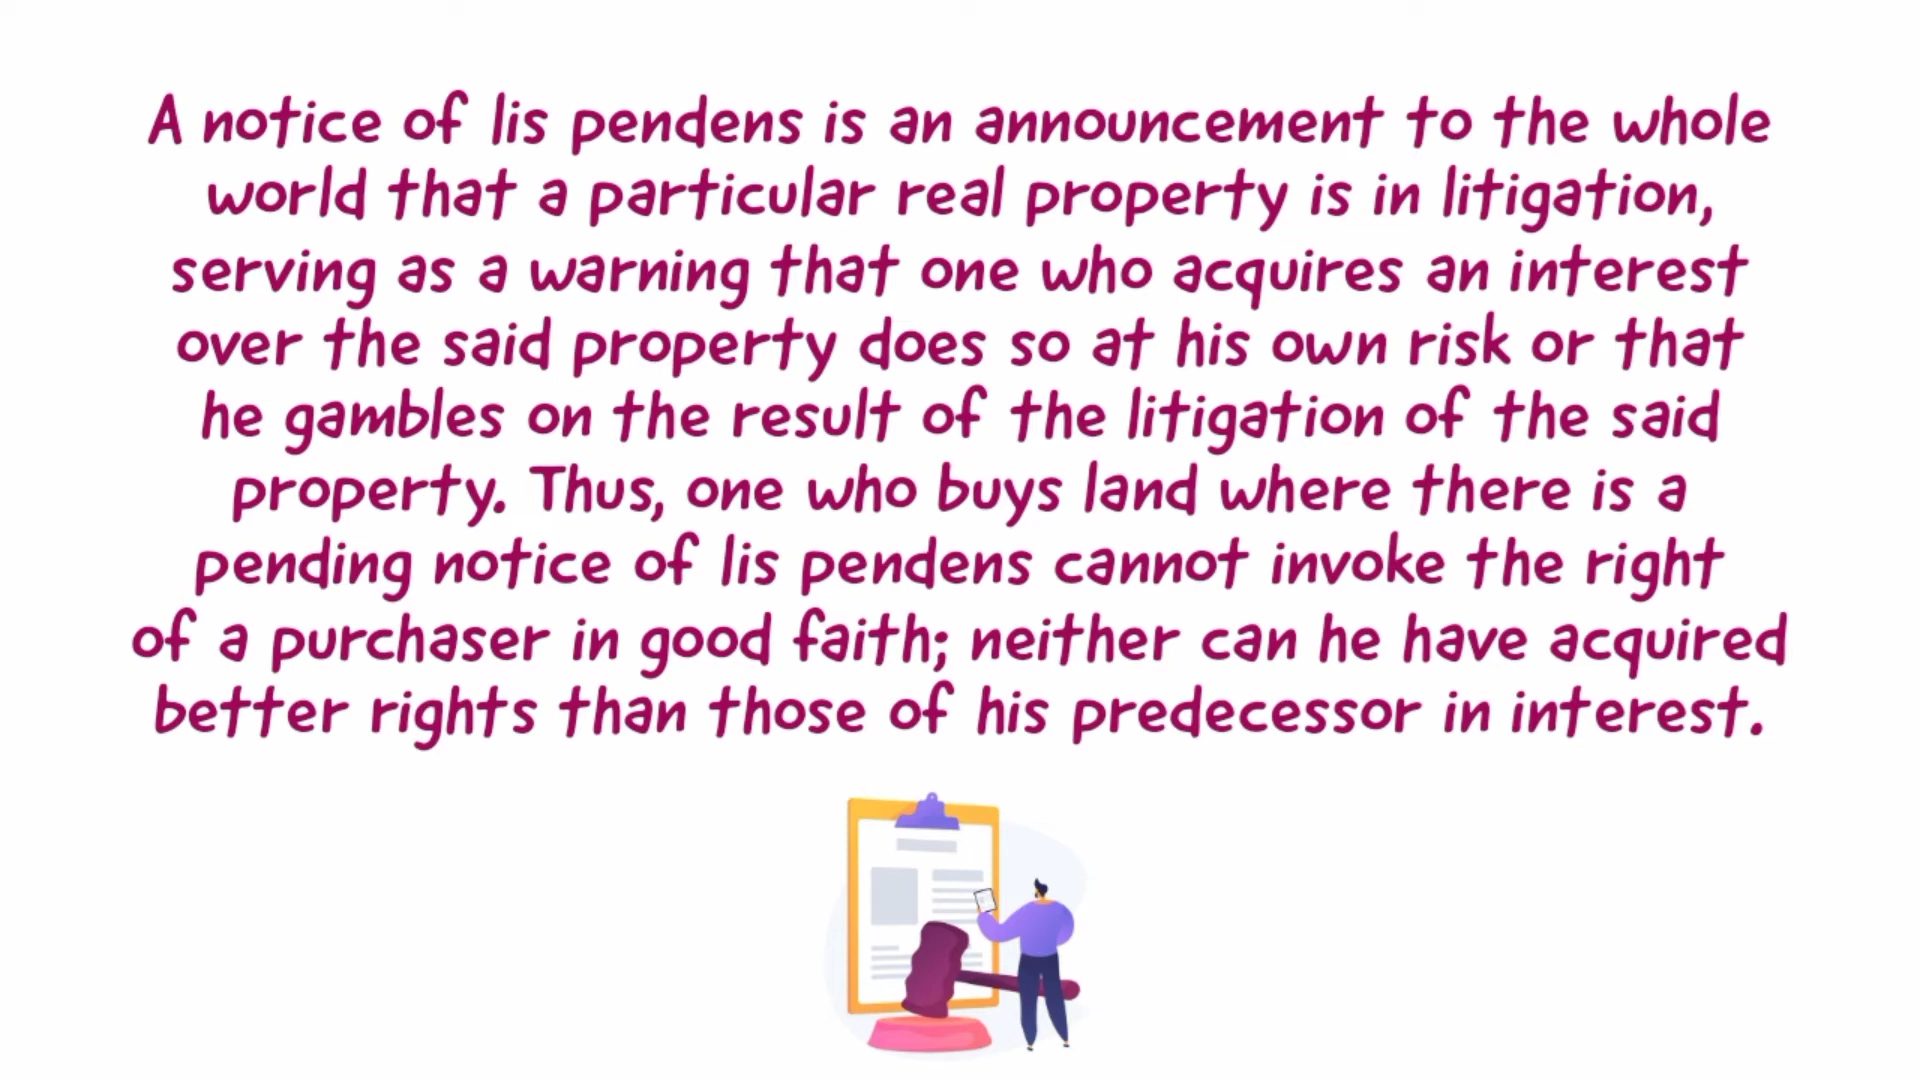 A notice of lis pendens is an announcement to the whole
world that a particular real property is in litigation,
serving as a warning that one who acquires an interest
over the said property does so at his own risk or that
he gambles on the result of the litigation of the said
property. Thus, one who buys land where there is a
pending notice of lis pendens cannot invoke the right
of a purchaser in good faith; neither can he have acquired
better rights than those of his predecessor in interest.